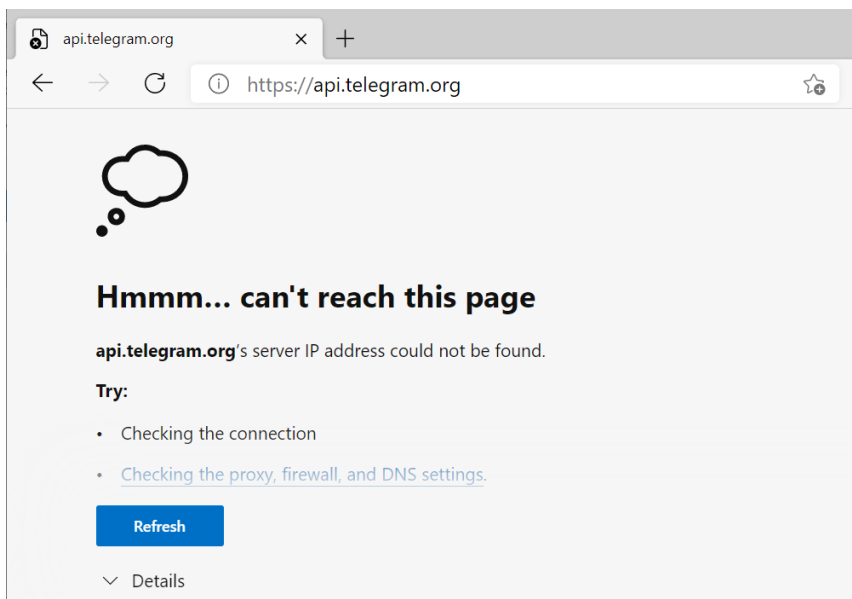 api.telegram.org
https://api.telegram.org
Hmmm... can't reach this page
api.telegram.org's server IP address could not be found.
Try:
• Checking the connection
• Checking the proxy, firewall, and DNS settings.
Refresh
Details